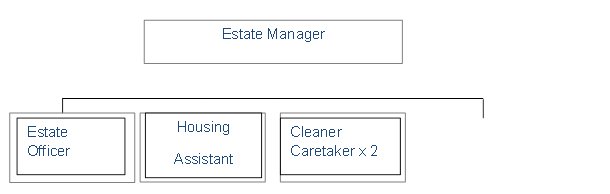 Estate Manager
Estate
Officer
Housing
Assistant
Cleaner
Caretaker x 2